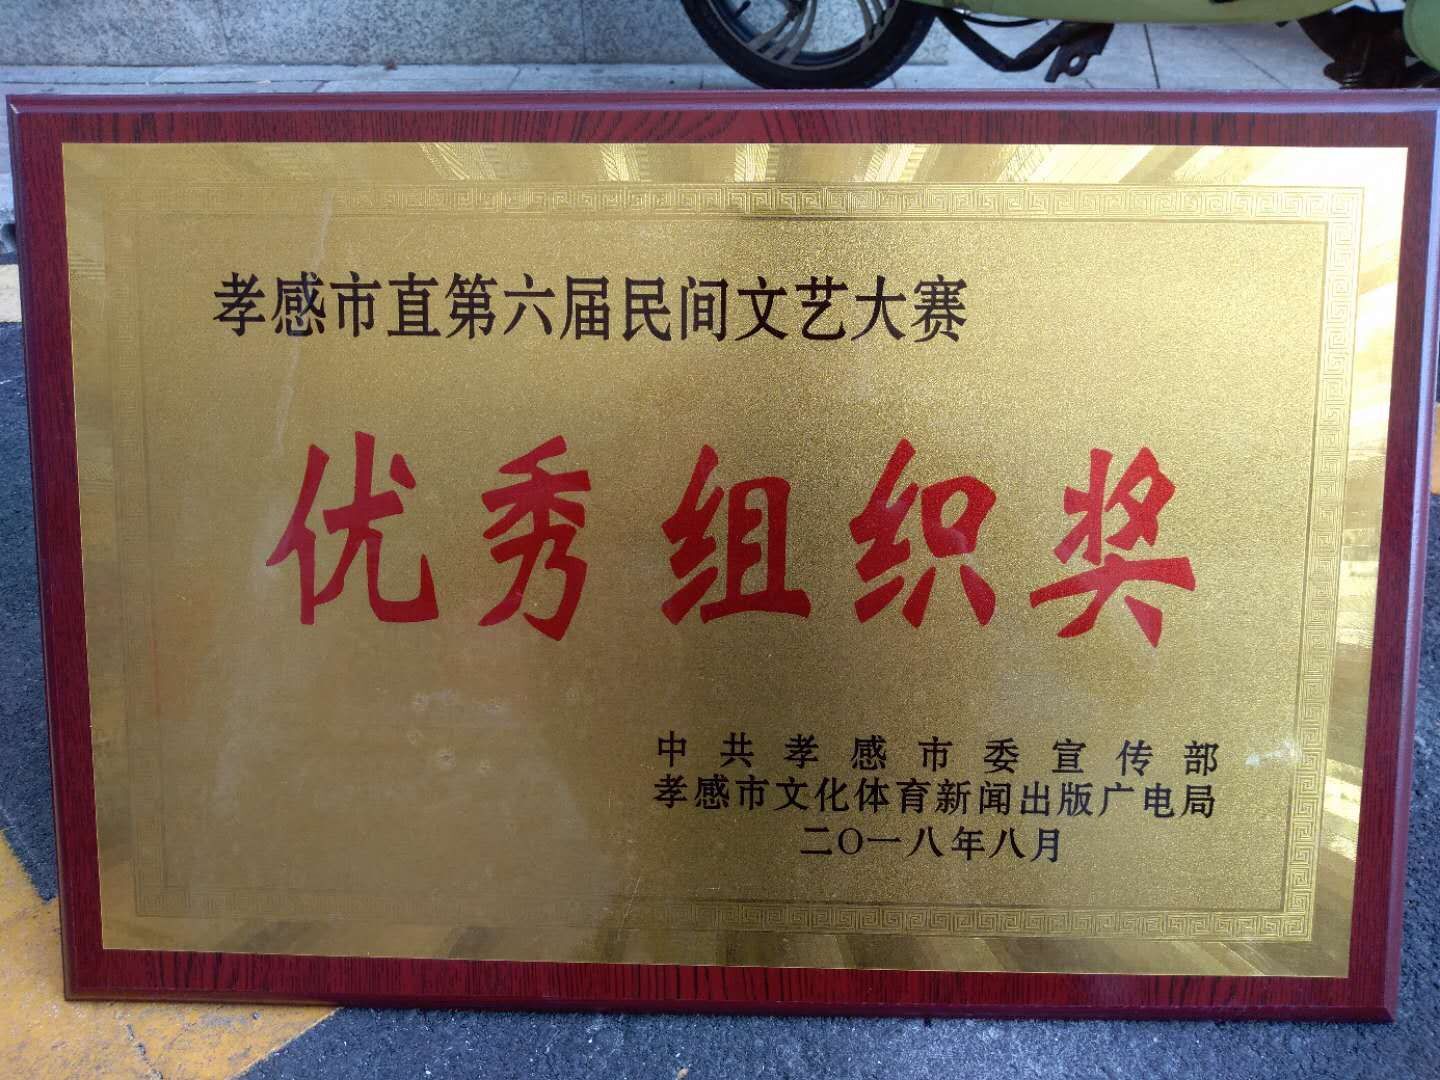 孝感市直第六届民间文艺大赛
优秀组织奖
中共孝感市委宣传部
孝感市文化体育新闻出版广电局
二〇一八年八月